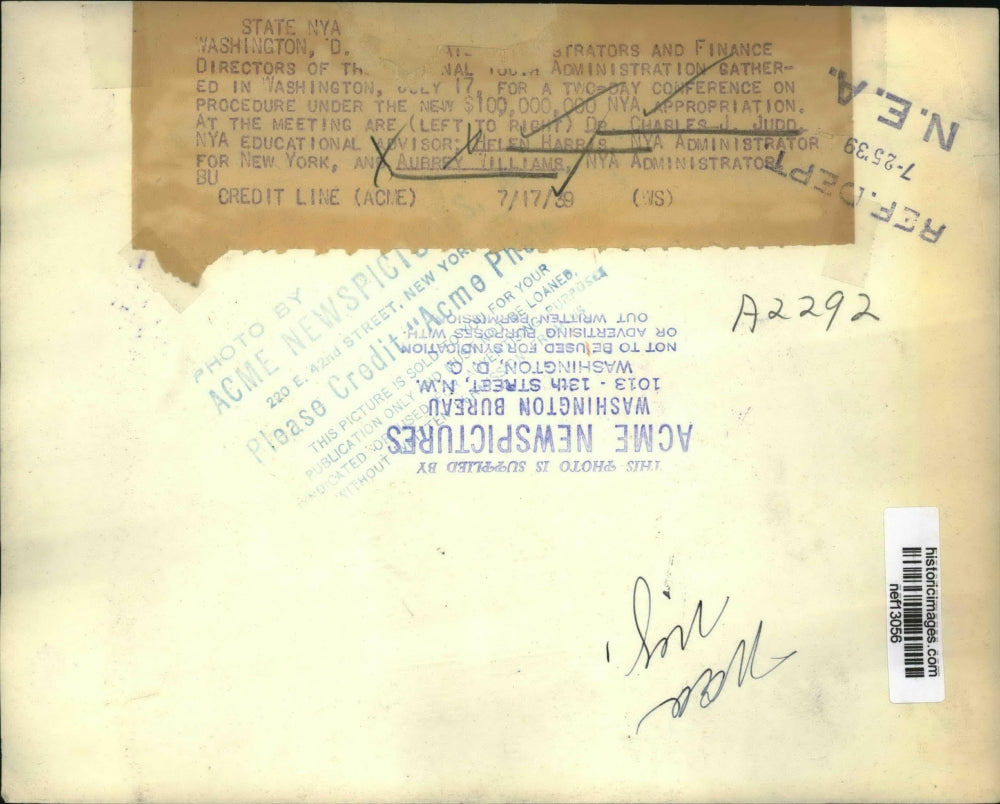 STATE NYA
WASHINGTON, D. STRATORS AND FINANCE
DIRECTORS OF ADMINISTRATION GATHER-
ED IN WASHINGTON, JULY 17, FOR A TWO-DAY CONFERENCE ON
PROCEDURE UNDER THE NEW $100,000,000 NYA APPROPRIATION.
AT THE MEETING ARE (LEFT TO RIGHT) DR. CHARLES J. JUDD,
NYA EDUCATIONAL ADVISOR; HELEN HARRIS, NYA ADMINISTRATOR
FOR NEW YORK, AND AUBREY WILLIAMS, NYA ADMINISTRATOR.
BU
CREDIT LINE (ACME) 7/17/39 (WS)
N.E.A.
7-25'39
REF. DEPT
PHOTO BY
ACME NEWSPICTU
220 E. 42nd STREET, NEW YOR
Please Credit "Acme Ph
THIS PICTURE IS SOLD TO YOU FOR YOUR
PUBLICATION ONLY AND MUST NOT BE LOANED,
SYNDICATED OR USED FOR ADVERTISING PURPOSES
WITHOUT WRITTEN
A2292
THIS PHOTO IS SUPPLIED BY
ACME NEWSPICTURES
WASHINGTON BUREAU
1013 - 13th STREET, N.W.
WASHINGTON, D. C.
NOT TO BE USED FOR SYNDICATION
OR ADVERTISING PURPOSES WITH-
OUT WRITTEN PERMISSION
historicimages.com
nef13056